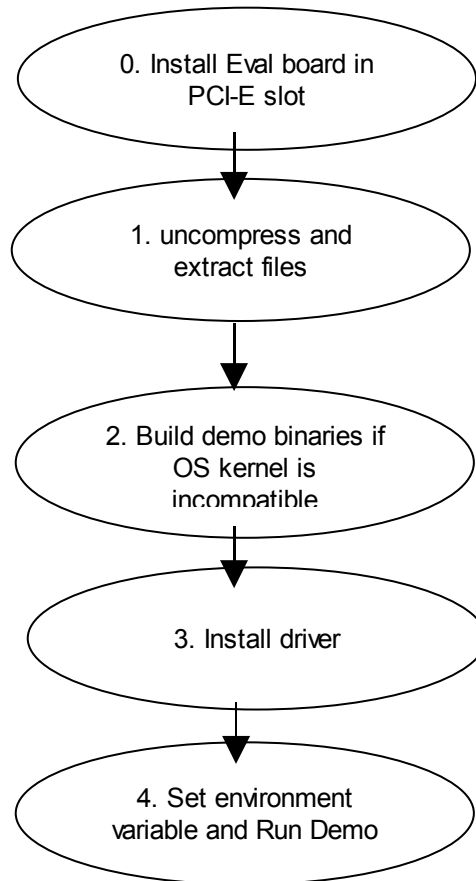 0. Install Eval board in
PCI-E slot
1. uncompress and
extract files
2. Build demo binaries if
OS kernel is
incompatible
3. Install driver
4. Set environment
variable and Run Demo